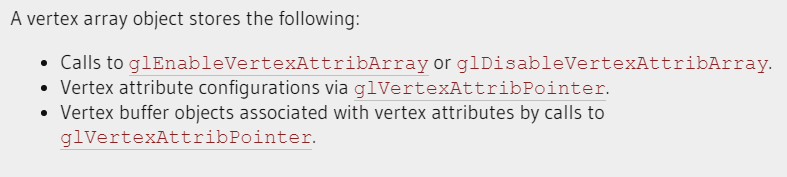 A vertex array object stores the following:
• Calls to glEnableVertexAttribArray or glDisableVertexAttribArray.
• Vertex attribute configurations via glVertexAttribPointer.
• Vertex buffer objects associated with vertex attributes by calls to
glVertexAttribPointer.